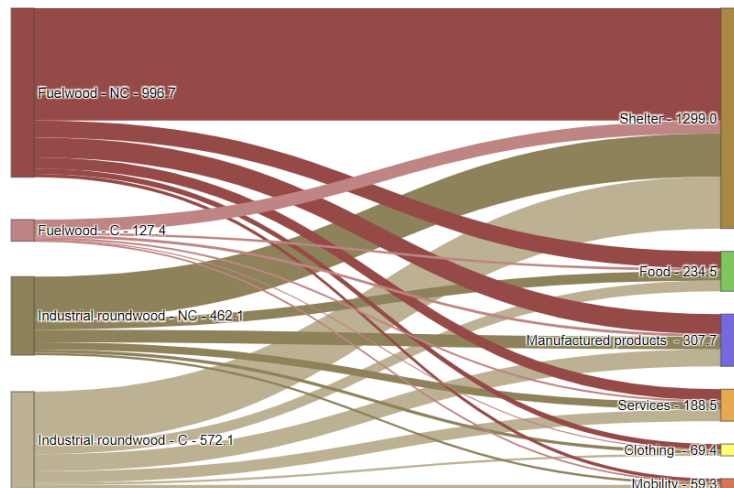 Fuelwood - NC - 996.7
Shelter - 1299.0
Fuelwood - C - 127.4
Food - 234.5
Industrial roundwood - NC - 462.1
Manufactured products - 307.7
Services - 188.5
Industrial roundwood - C - 572.1
Clothing - 69.4
Mobility - 59.3